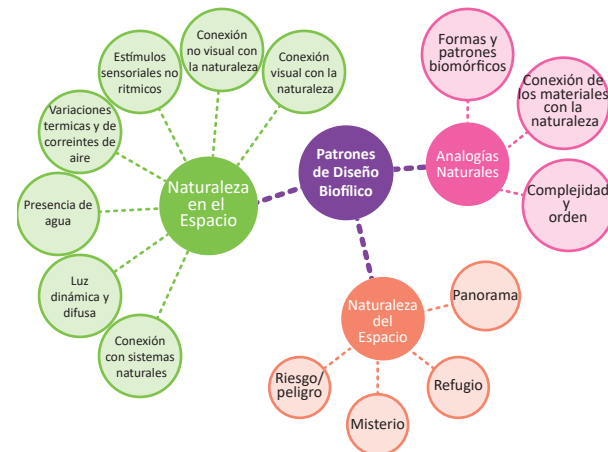 Patrones
de Diseño
Biofílico
Naturaleza
en el
Espacio
Conexión
visual con la
naturaleza
Conexión
no visual con
la naturaleza
Estímulos
sensoriales no
ritmicos
Variaciones
termicas y de
correintes de
aire
Presencia de
agua
Luz
dinámica y
difusa
Conexión
con sistemas
naturales
Analogías
Naturales
Formas y
patrones
biomórficos
Conexión de
los materiales
con la
naturaleza
Complejidad
y
orden
Naturaleza
del
Espacio
Panorama
Refugio
Misterio
Riesgo/
peligro